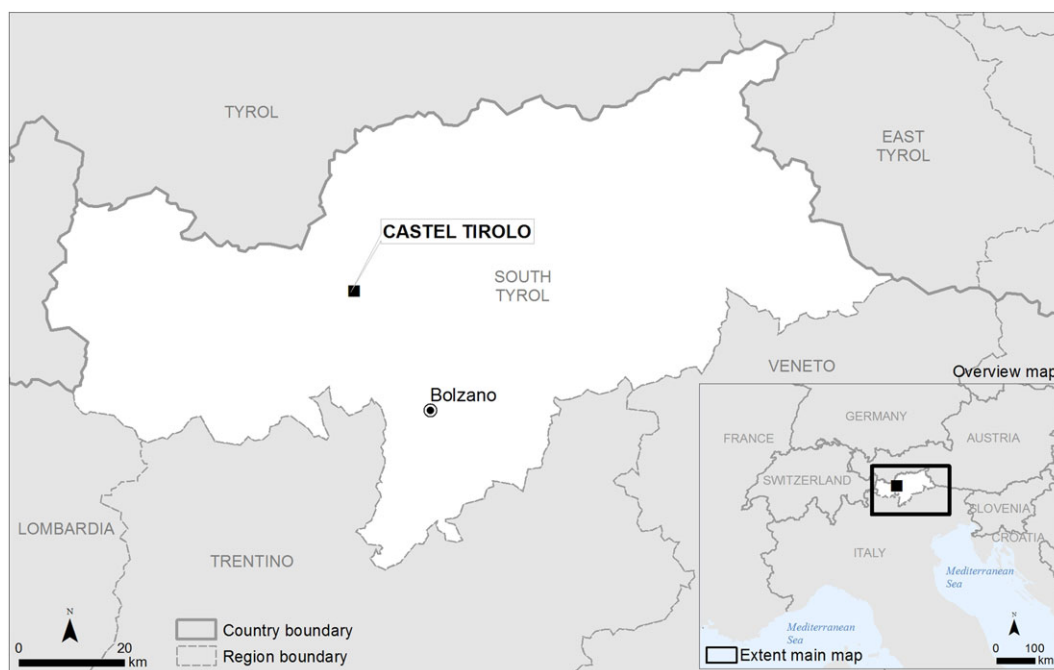 TYROL
EAST
TYROL
CASTEL TIROLO
SOUTH
TYROL
VENETO
Bolzano
Overview map
GERMANY
FRANCE
AUSTRIA
SWITZERLAND
SLOVENIA
CROATIA
ITALY
Mediterranean
Sea
Mediterranean
Sea
LOMBARDIA
TRENTINO
N
0 20
km
Country boundary
Region boundary
Extent main map
N
0 100
km